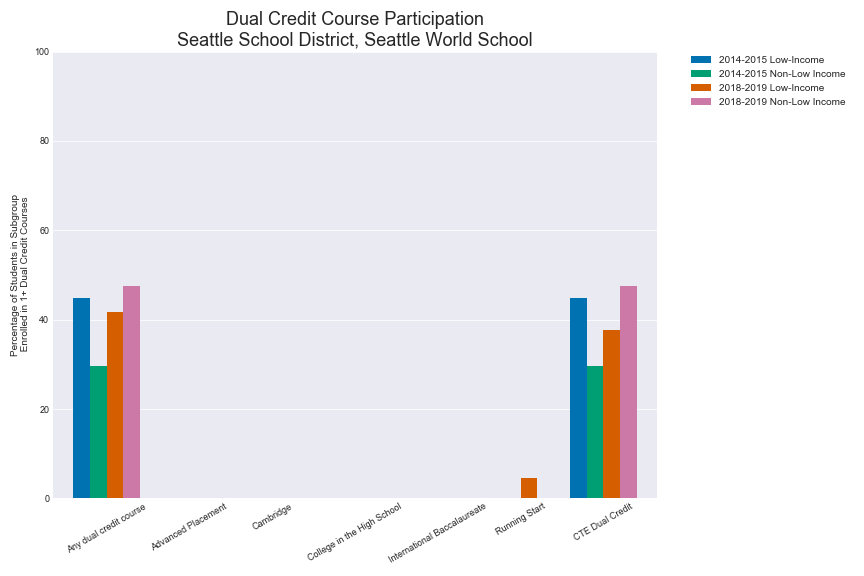 Dual Credit Course Participation
Seattle School District, Seattle World School
2014-2015 Low-Income
2014-2015 Non-Low Income
2018-2019 Low-Income
2018-2019 Non-Low Income
Percentage of Students in Subgroup
Enrolled in 1+ Dual Credit Courses
100
80
60
40
20
0
Any dual credit course
Advanced Placement
Cambridge
College in the High School
International Baccalaureate
Running Start
CTE Dual Credit